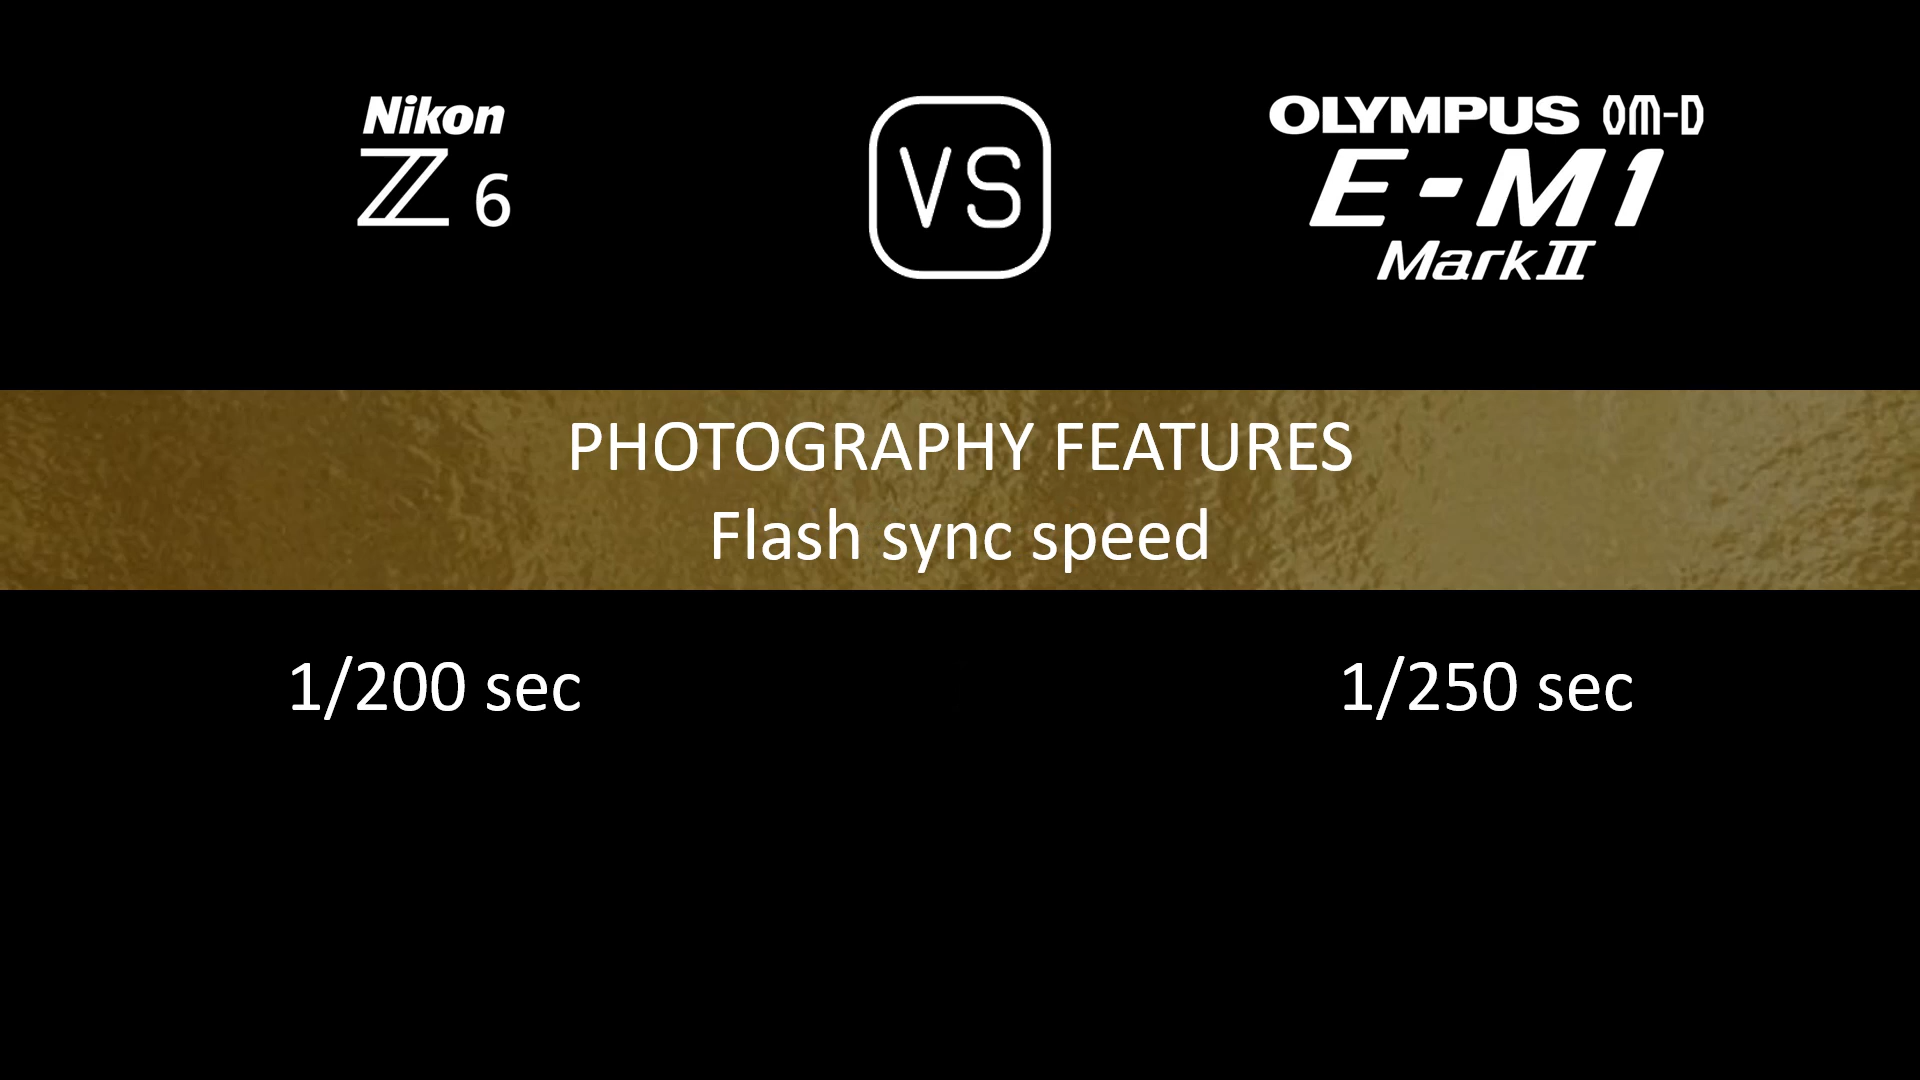 Nikon
Z 6
VS
OLYMPUS OM-D
E-M1
Mark II
PHOTOGRAPHY FEATURES
Flash sync speed
1/200 sec
1/250 sec